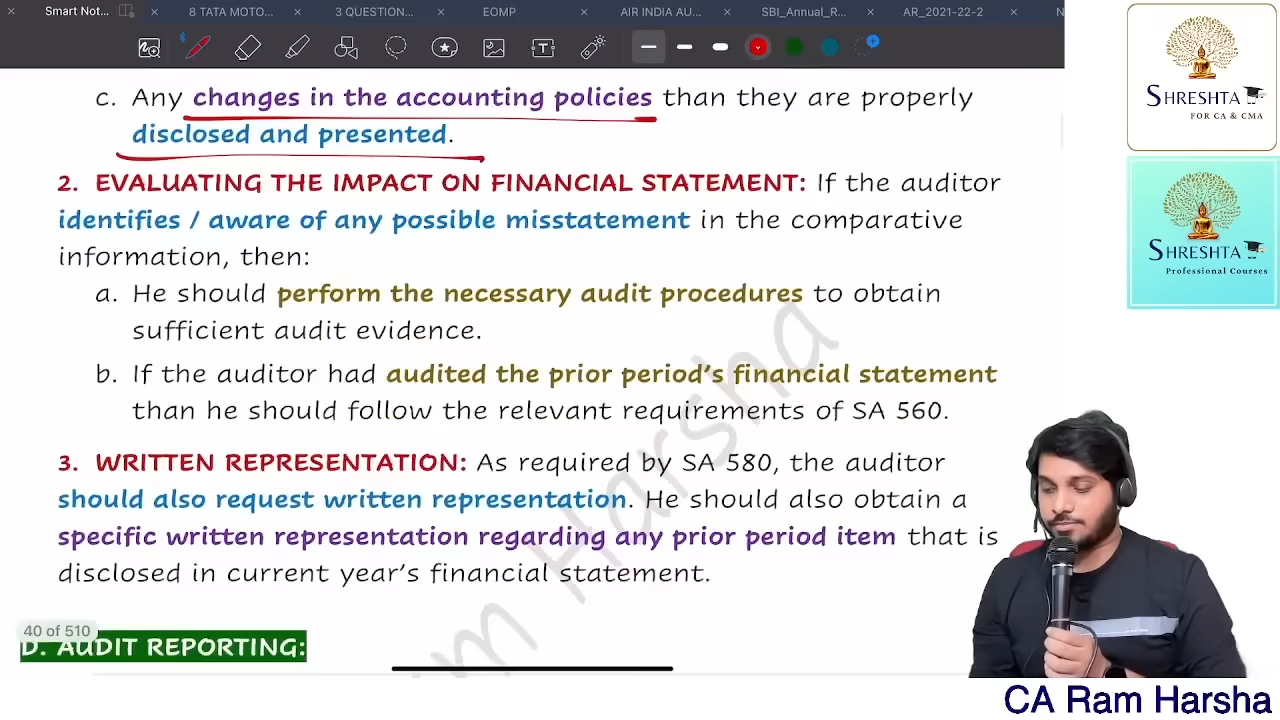 Smart Not...
8 TATA MOTO...
3 QUESTION...
EOMP
AIR INDIA AU...
SBI_Annual_R...
AR_2021-22-2
N
c. Any changes in the accounting policies than they are properly
disclosed and presented.
2. EVALUATING THE IMPACT ON FINANCIAL STATEMENT: If the auditor
identifies / aware of any possible misstatement in the comparative
information, then:
a. He should perform the necessary audit procedures to obtain
sufficient audit evidence.
b. If the auditor had audited the prior period's financial statement
than he should follow the relevant requirements of SA 560.
3. WRITTEN REPRESENTATION: As required by SA 580, the auditor
should also request written representation. He should also obtain a
specific written representation regarding any prior period item that is
disclosed in current year's financial statement.
40 of 510
D. AUDIT REPORTING:
m Harsha
SHRESHTA
FOR CA & CMA
SHRESHTA
Professional Courses
CA Ram Harsha